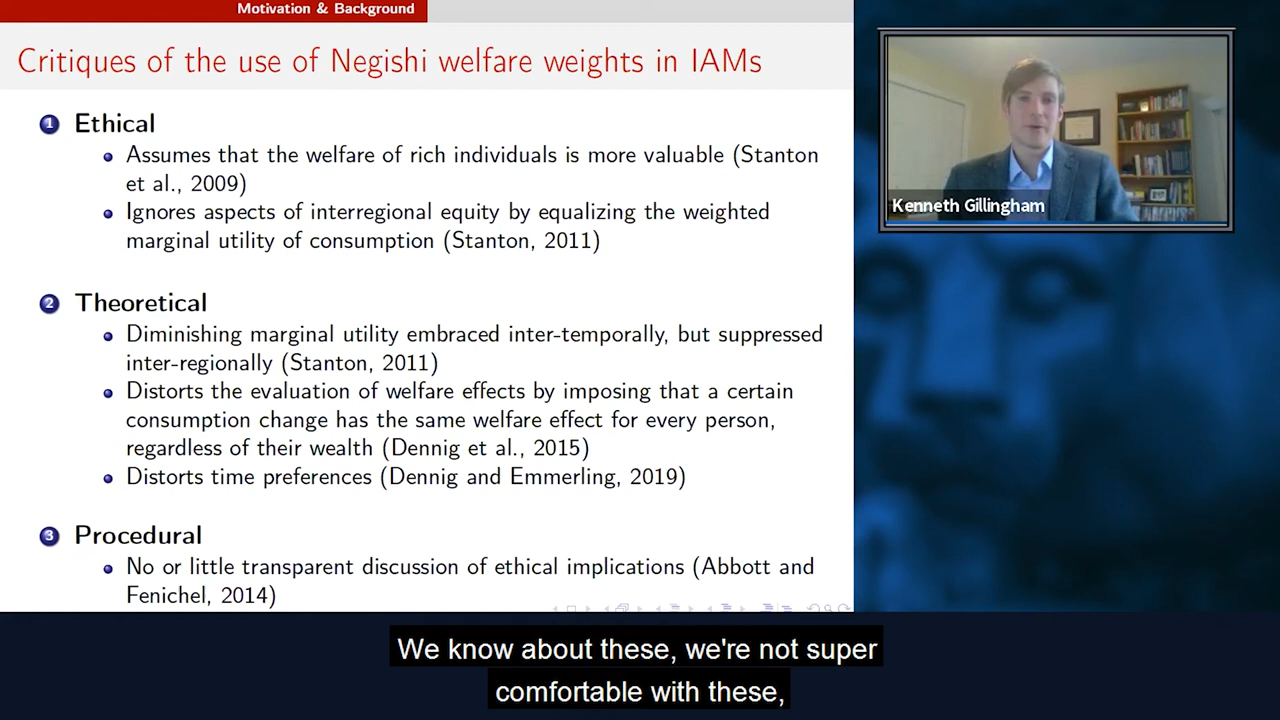 Motivation & Background
Critiques of the use of Negishi welfare weights in IAMs
1 Ethical
Assumes that the welfare of rich individuals is more valuable (Stanton
et al., 2009)
Ignores aspects of interregional equity by equalizing the weighted
marginal utility of consumption (Stanton, 2011)
2 Theoretical
Diminishing marginal utility embraced inter-temporally, but suppressed
inter-regionally (Stanton, 2011)
Distorts the evaluation of welfare effects by imposing that a certain
consumption change has the same welfare effect for every person,
regardless of their wealth (Dennig et al., 2015)
Distorts time preferences (Dennig and Emmerling, 2019)
3 Procedural
No or little transparent discussion of ethical implications (Abbott and
Fenichel, 2014)
Kenneth Gillingham
We know about these, we're not super
comfortable with these,